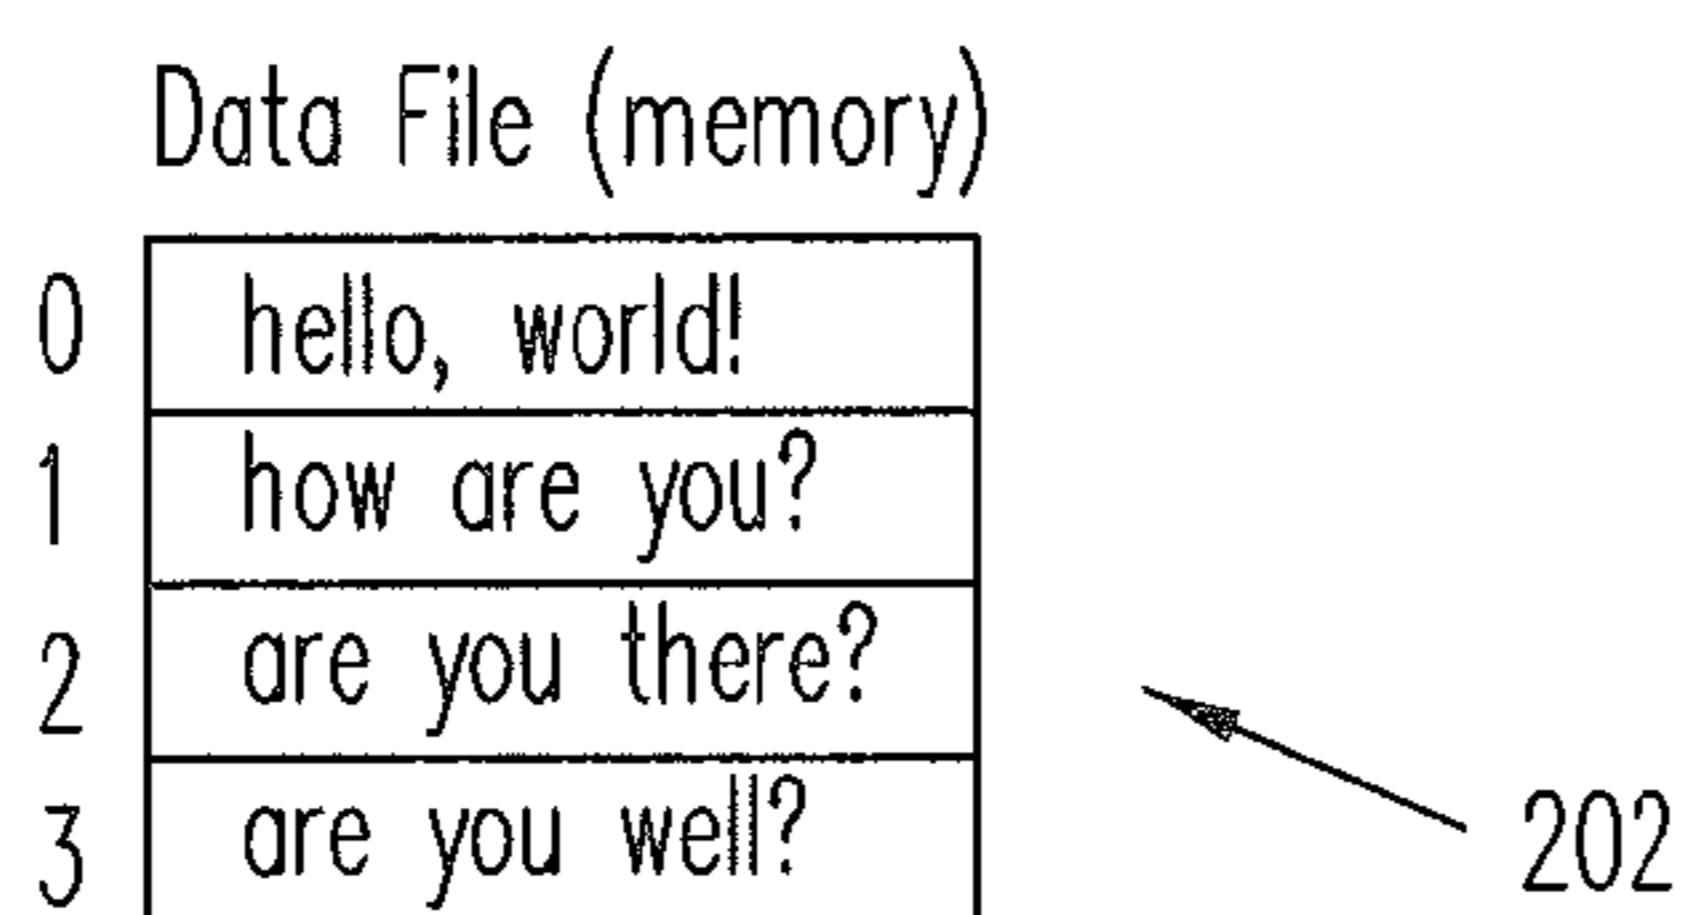 Data File (memory)
0 hello, world!
1 how are you?
2 are you there?
3 are you well?
202